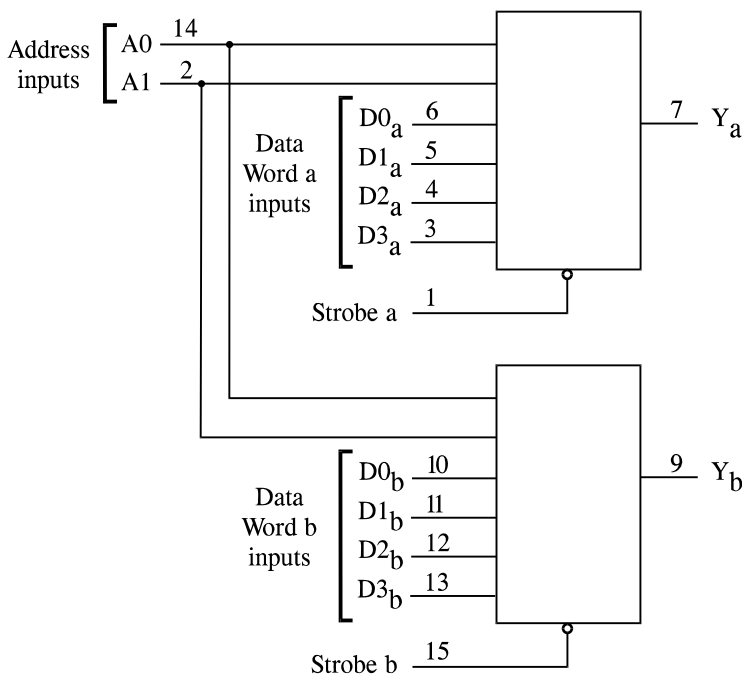 Address
inputs
A0 14
A1 2
Data
Word a
inputs
D0a 6
D1a 5
D2a 4
D3a 3
Strobe a 1
7 Ya
Data
Word b
inputs
D0b 10
D1b 11
D2b 12
D3b 13
Strobe b 15
9 Yb